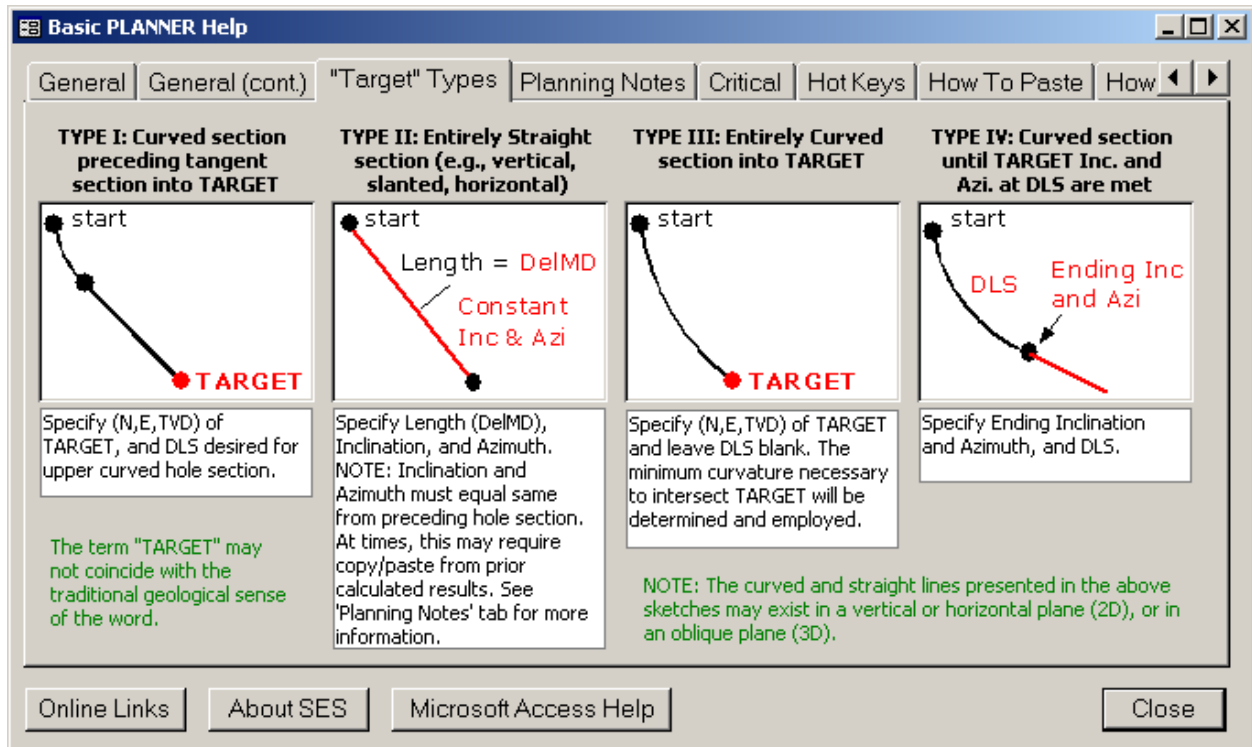 Basic PLANNER Help
General
General (cont.)
"Target" Types
Planning Notes
Critical
Hot Keys
How To Paste
How
TYPE I: Curved section
preceding tangent
section into TARGET
start
TARGET
Specify (N,E,TVD) of
TARGET, and DLS desired for
upper curved hole section.
The term "TARGET" may
not coincide with the
traditional geological sense
of the word.
TYPE II: Entirely Straight
section (e.g., vertical,
slanted, horizontal)
start
Length = DelMD
Constant
Inc & Azi
Specify Length (DelMD),
Inclination, and Azimuth.
NOTE: Inclination and
Azimuth must equal same
from preceding hole section.
At times, this may require
copy/paste from prior
calculated results. See
'Planning Notes' tab for more
information.
TYPE III: Entirely Curved
section into TARGET
start
TARGET
Specify (N,E,TVD) of TARGET
and leave DLS blank. The
minimum curvature necessary
to intersect TARGET will be
determined and employed.
TYPE IV: Curved section
until TARGET Inc. and
Azi. at DLS are met
start
DLS
Ending Inc
and Azi
Specify Ending Inclination
and Azimuth, and DLS.
NOTE: The curved and straight lines presented in the above
sketches may exist in a vertical or horizontal plane (2D), or in
an oblique plane (3D).
Online Links
About SES
Microsoft Access Help
Close